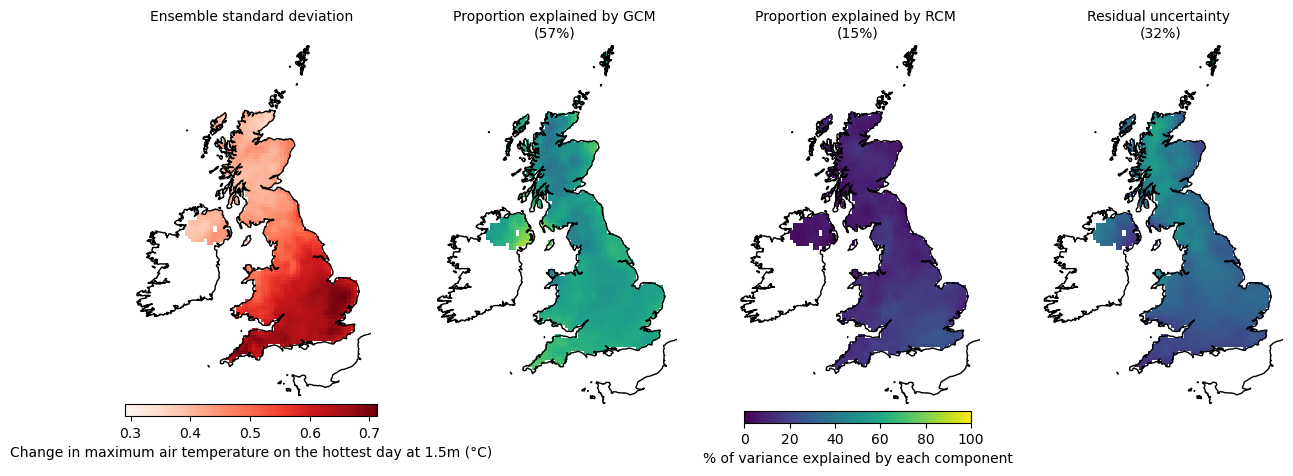 Ensemble standard deviation
Proportion explained by GCM
(57%)
Proportion explained by RCM
(15%)
Residual uncertainty
(32%)
0.3 0.4 0.5 0.6 0.7
Change in maximum air temperature on the hottest day at 1.5m (°C)
0 20 40 60 80 100
% of variance explained by each component